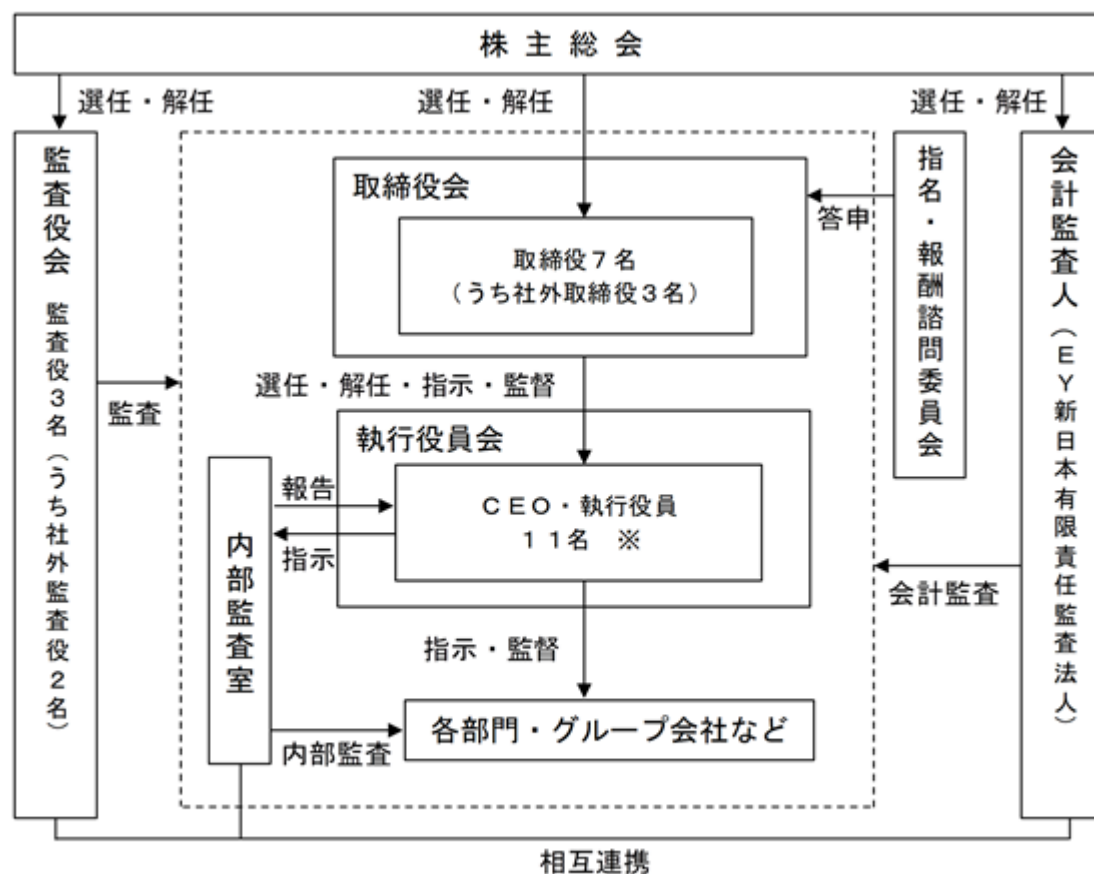 株主総会
選任・解任
選任・解任
選任・解任
監査役会 監査役3名(うち社外監査役2名)
監査
取締役会
取締役7名
(うち社外取締役3名)
答申
指名・報酬諮問委員会
会計監査人(EY新日本有限責任監査法人)
選任・解任・指示・監督
執行役員会
CEO・執行役員
11名 ※
報告
指示
内部監査室
会計監査
指示・監督
各部門・グループ会社など
内部監査
相互連携